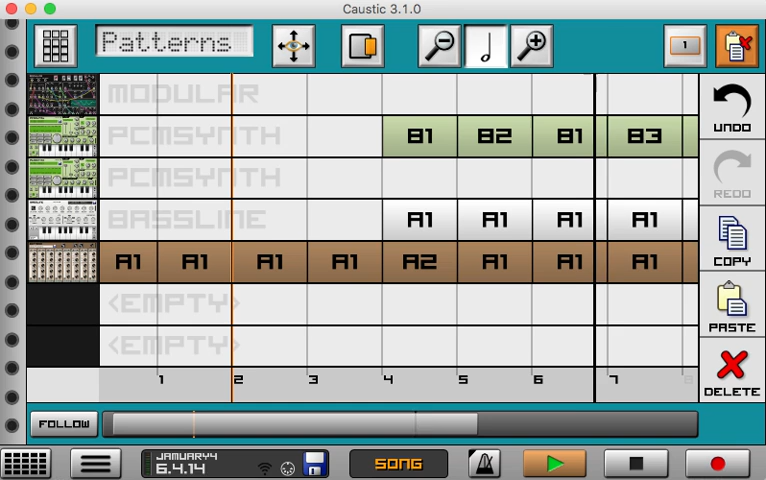 Caustic 3.1.0
Patterns
1
MODULAR
PCMSYNTH B1 B2 B1 B3
UNDO
PCMSYNTH
REDO
BASSLINE A1 A1 A1 A1
A1 A1 A1 A1 A2 A1 A1 A1
COPY
<EMPTY>
PASTE
<EMPTY>
1 2 3 4 5 6 7 8
DELETE
FOLLOW
JANUARY4
6.4.14
SONG